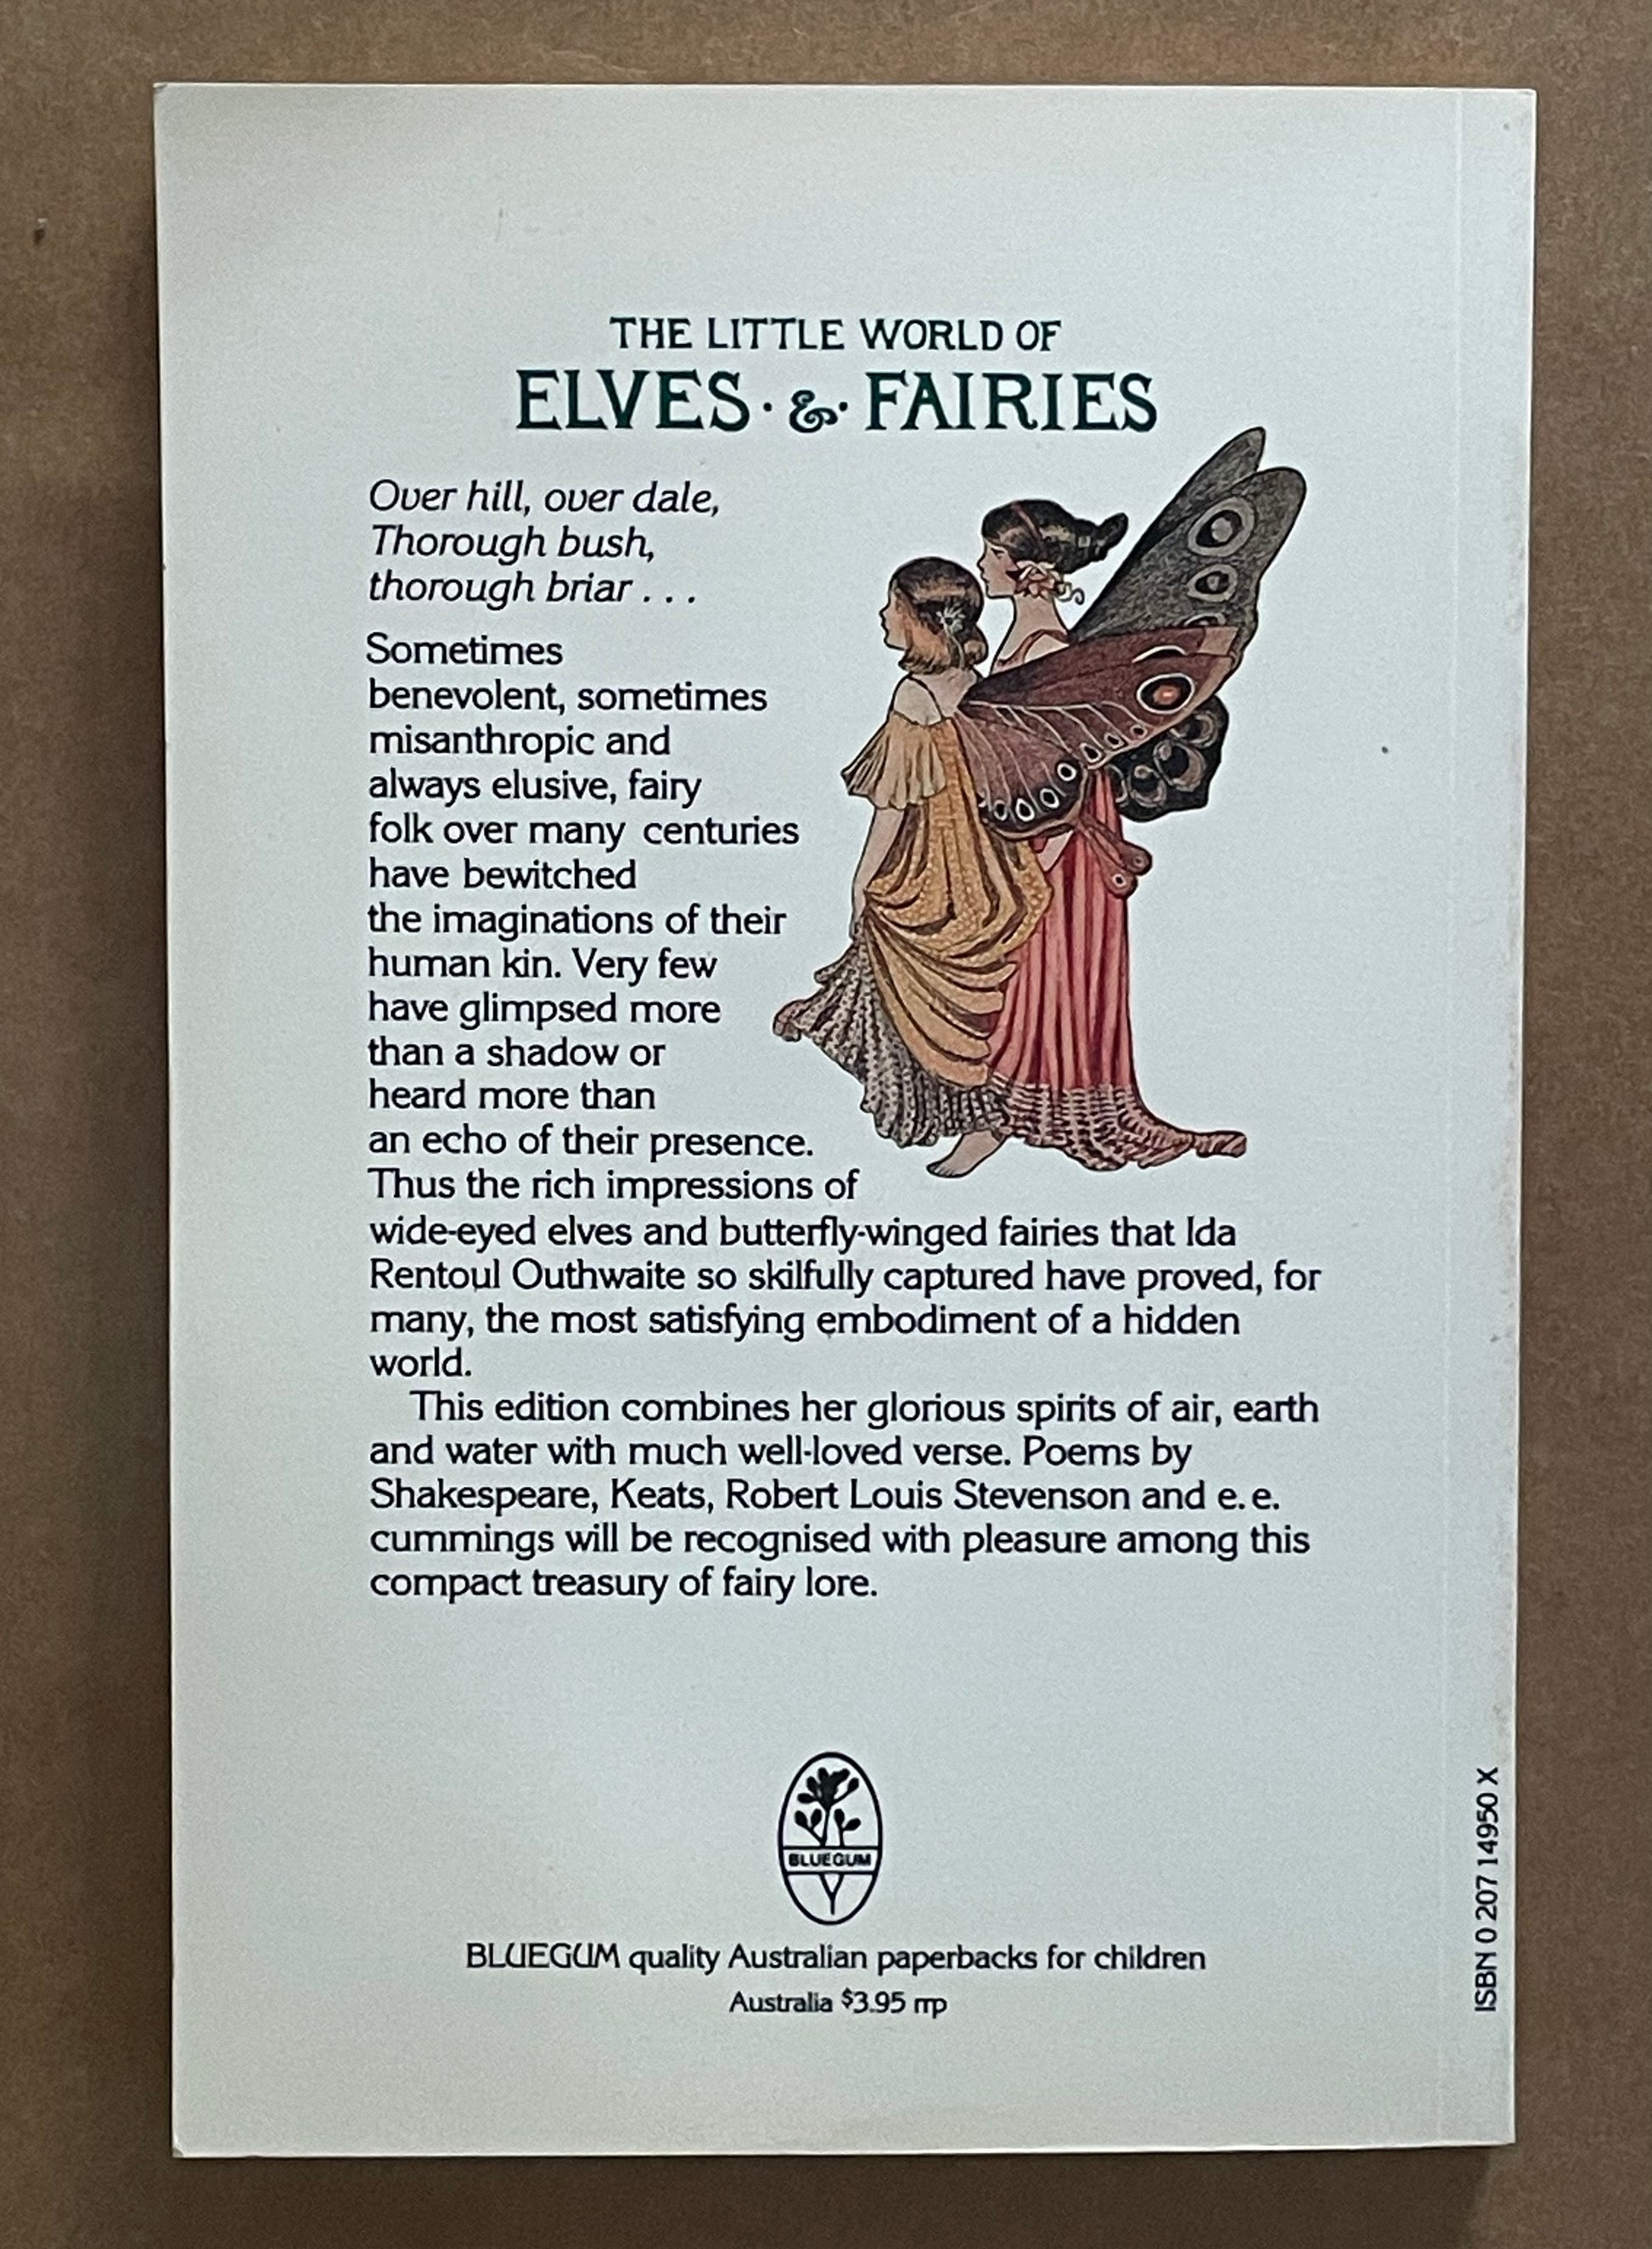 THE LITTLE WORLD OF
ELVES · & · FAIRIES
Over hill, over dale,
Thorough bush,
thorough briar . . .
Sometimes
benevolent, sometimes
misanthropic and
always elusive, fairy
folk over many centuries
have bewitched
the imaginations of their
human kin. Very few
have glimpsed more
than a shadow or
heard more than
an echo of their presence.
Thus the rich impressions of
wide-eyed elves and butterfly-winged fairies that Ida
Rentoul Outhwaite so skilfully captured have proved, for
many, the most satisfying embodiment of a hidden
world.
This edition combines her glorious spirits of air, earth
and water with much well-loved verse. Poems by
Shakespeare, Keats, Robert Louis Stevenson and e. e.
cummings will be recognised with pleasure among this
compact treasury of fairy lore.
BLUEGUM
BLUEGUM quality Australian paperbacks for children
Australia $3.95 rrp
ISBN 0 207 14950 X